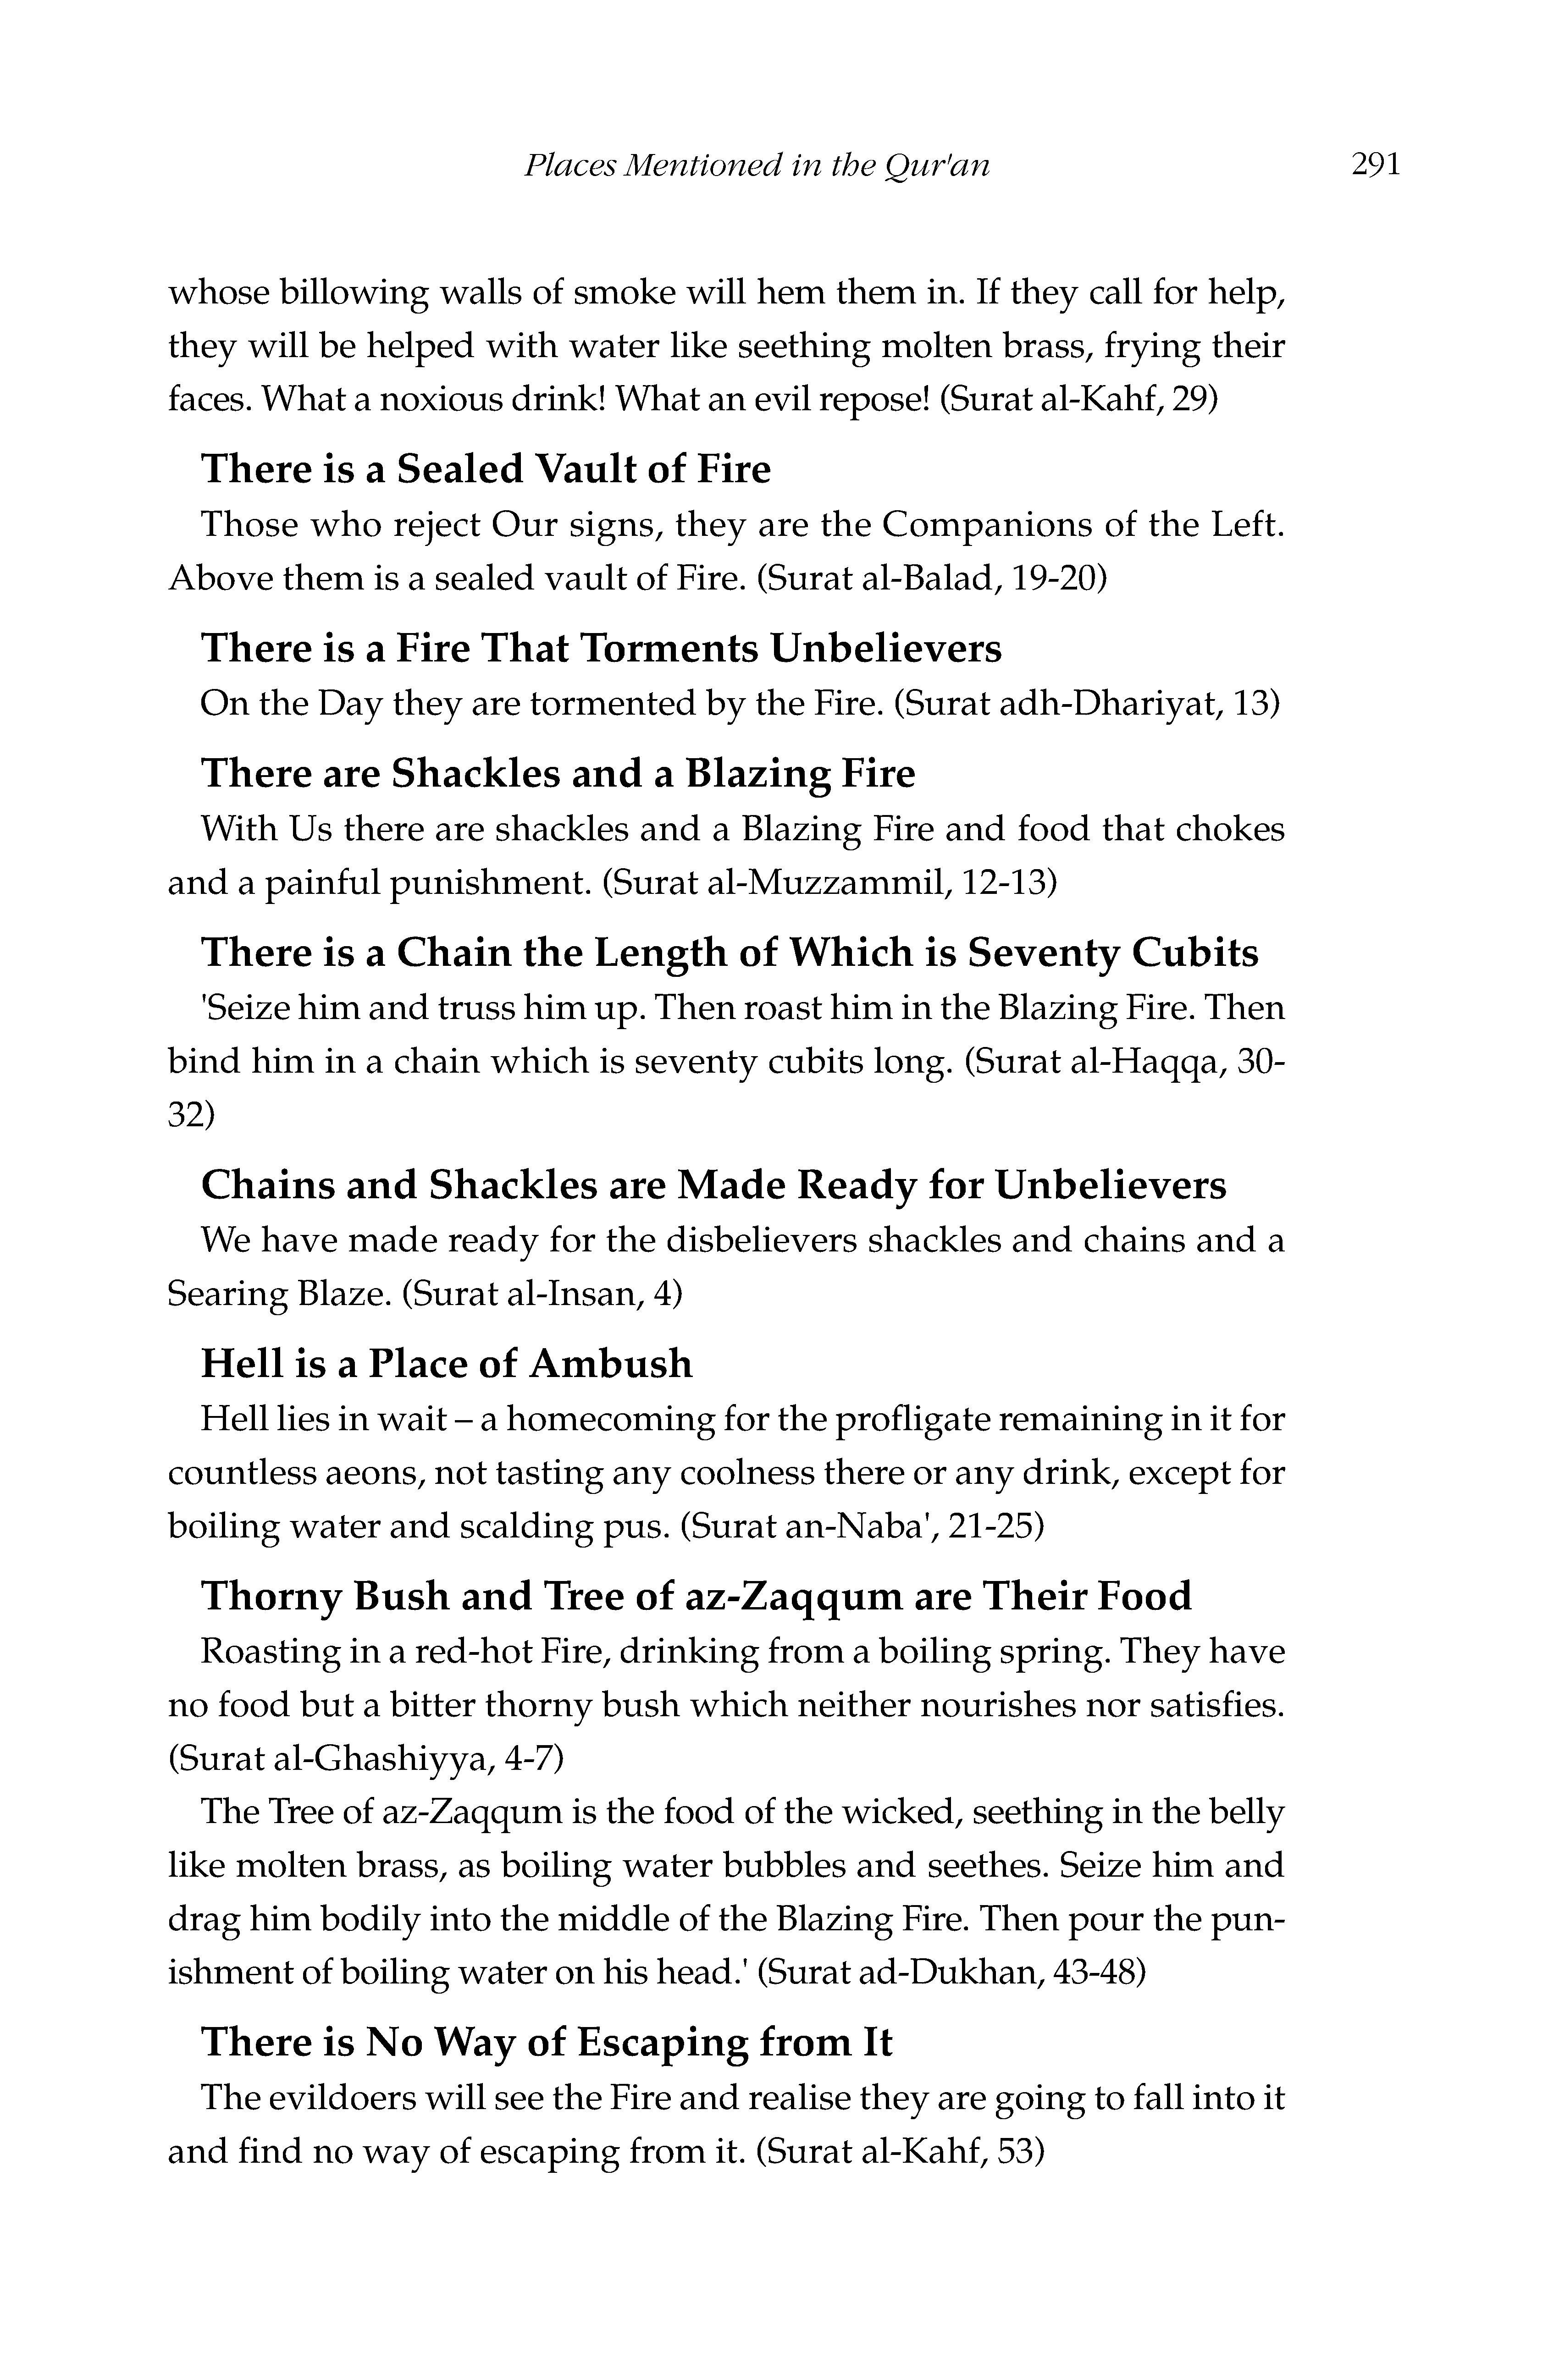 Places Mentioned in the Qur'an 291
whose billowing walls of smoke will hem them in. If they call for help,
they will be helped with water like seething molten brass, frying their
faces. What a noxious drink! What an evil repose! (Surat al-Kahf, 29)
There is a Sealed Vault of Fire
Those who reject Our signs, they are the Companions of the Left.
Above them is a sealed vault of Fire. (Surat al-Balad, 19-20)
There is a Fire That Torments Unbelievers
On the Day they are tormented by the Fire. (Surat adh-Dhariyat, 13)
There are Shackles and a Blazing Fire
With Us there are shackles and a Blazing Fire and food that chokes
and a painful punishment. (Surat al-Muzzammil, 12-13)
There is a Chain the Length of Which is Seventy Cubits
'Seize him and truss him up. Then roast him in the Blazing Fire. Then
bind him in a chain which is seventy cubits long. (Surat al-Haqqa, 30-
32)
Chains and Shackles are Made Ready for Unbelievers
We have made ready for the disbelievers shackles and chains and a
Searing Blaze. (Surat al-Insan, 4)
Hell is a Place of Ambush
Hell lies in wait – a homecoming for the profligate remaining in it for
countless aeons, not tasting any coolness there or any drink, except for
boiling water and scalding pus. (Surat an-Naba', 21-25)
Thorny Bush and Tree of az-Zaqqum are Their Food
Roasting in a red-hot Fire, drinking from a boiling spring. They have
no food but a bitter thorny bush which neither nourishes nor satisfies.
(Surat al-Ghashiyya, 4-7)
The Tree of az-Zaqqum is the food of the wicked, seething in the belly
like molten brass, as boiling water bubbles and seethes. Seize him and
drag him bodily into the middle of the Blazing Fire. Then pour the pun-
ishment of boiling water on his head.' (Surat ad-Dukhan, 43-48)
There is No Way of Escaping from It
The evildoers will see the Fire and realise they are going to fall into it
and find no way of escaping from it. (Surat al-Kahf, 53)